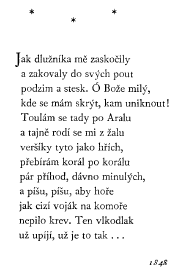 * * *
Jak dlužníka mě zaskočily
a zakovaly do svých pout
podzim a stesk. Ó Bože milý,
kde se mám skrýt, kam uniknout!
Toulám se tady po Aralu
a tajně rodí se mi z žalu
veršíky tyto jako hřích,
přebírám korál po korálu
pár příhod, dávno minulých,
a píšu, píšu, aby hoře
jak cizí voják na komoře
nepilo krev. Ten vlkodlak
už upíjí, už je to tak . . .
1848